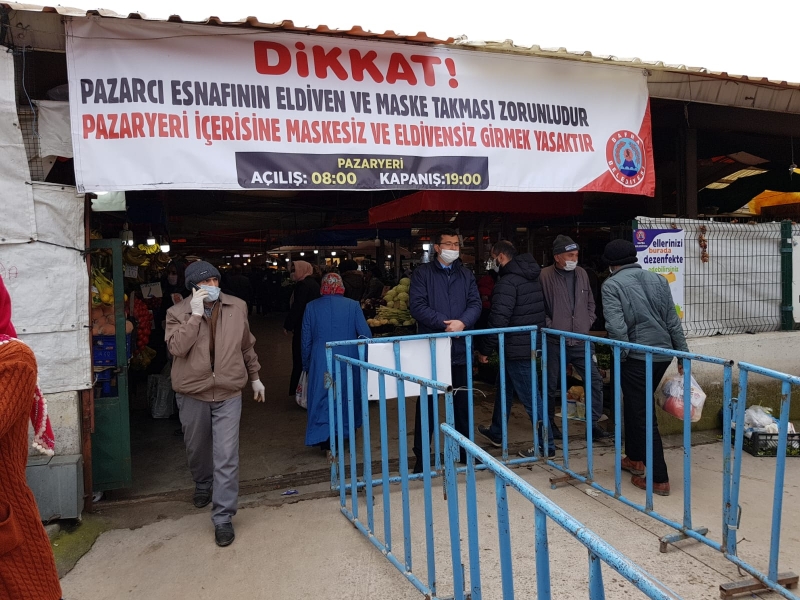 DİKKAT!
PAZARCI ESNAFININ ELDİVEN VE MASKE TAKMASI ZORUNLUDUR
PAZARYERİ İÇERİSİNE MASKESİZ VE ELDİVENSİZ GİRMEK YASAKTIR
PAZARYERİ
AÇILIŞ: 08:00 KAPANIŞ:19:00
ellerinizi
burada
dezenfekte
edebilirsiniz